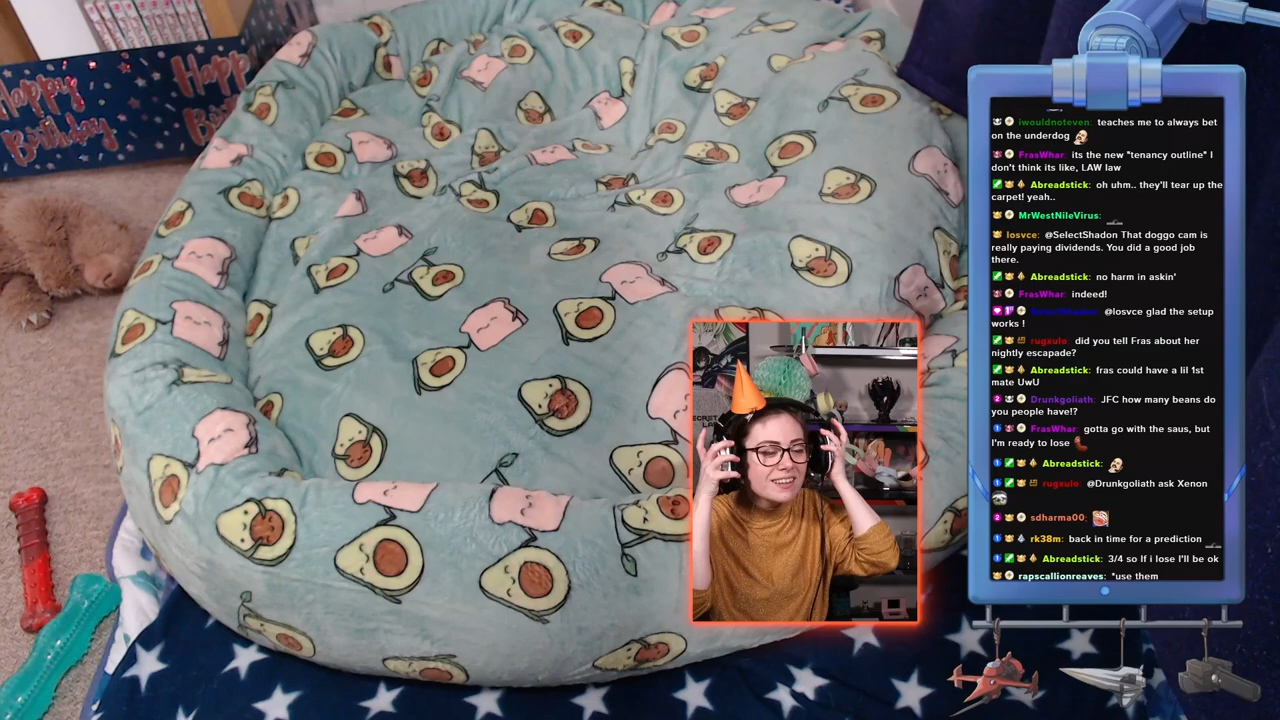 Happy
Birthday
Happ
iwouldnoteven: teaches me to always bet
on the underdog
FrasWhar: its the new "tenancy outline" I
don't think its like, LAW law
Abreadstick: oh uhm.. they'll tear up the
carpet! yeah..
MrWestNileVirus:
losvce: @SelectShadon That doggo cam is
really paying dividends. You did a good job
there.
Abreadstick: no harm in askin'
FrasWhar: indeed!
SelectShadon: @losvce glad the setup
works !
rugxulo: did you tell Fras about her
nightly escapade?
Abreadstick: fras could have a lil 1st
mate UwU
Drunkgoliath: JFC how many beans do
you people have!?
FrasWhar: gotta go with the saus, but
I'm ready to lose
Abreadstick:
rugxulo: @Drunkgoliath ask Xenon
sdharma00:
rk38m: back in time for a prediction
Abreadstick: 3/4 so If i lose I'll be ok
rapscallionreaves: *use them